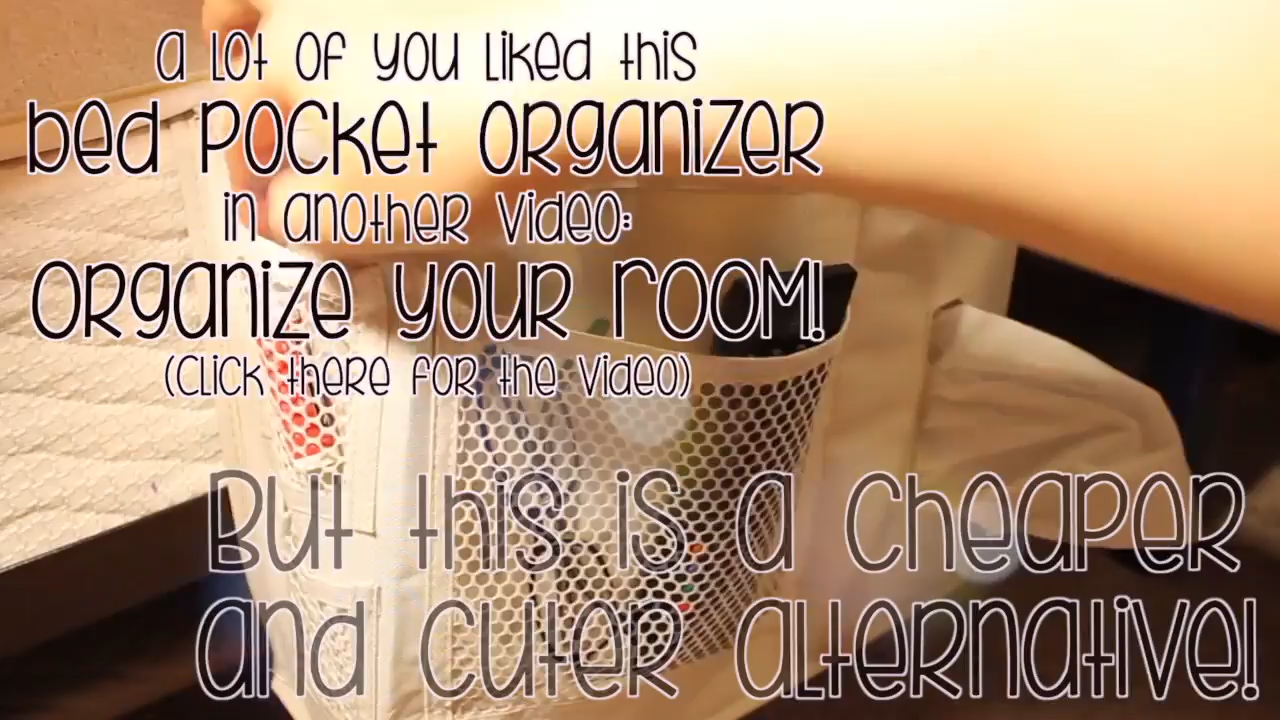 a lot of you liked this
bed pocket organizer
in another video:
organize your room!
(click there for the video)
But this is a cheaper
and cuter alternative!